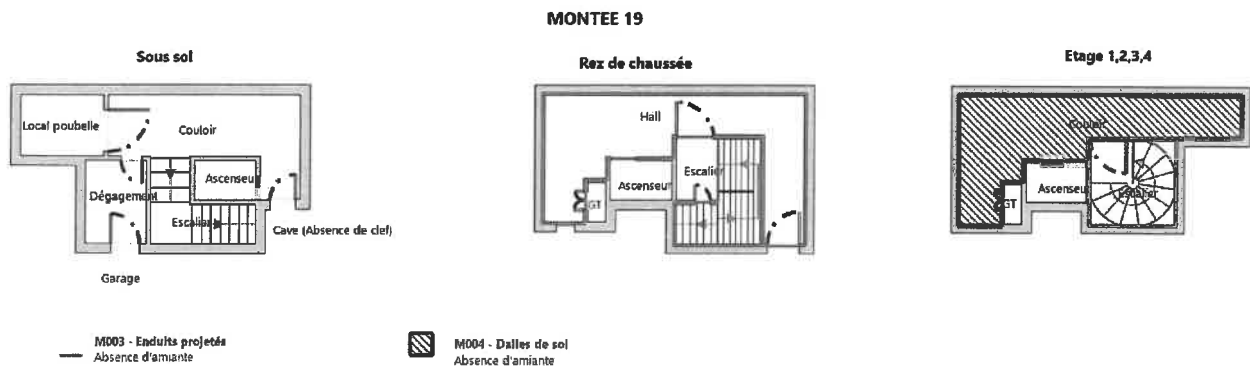 MONTEE 19
Sous sol
Local poubelle
Couloir
Ascenseur
Dégagement
Escalier
Cave (Absence de clef)
Garage
Rez de chaussée
Hall
Escalier
Ascenseur
GT
Etage 1,2,3,4
Couloir
Ascenseur
Escalier
GT
M003 - Enduits projetés
Absence d'amiante
M004 - Dalles de sol
Absence d'amiante